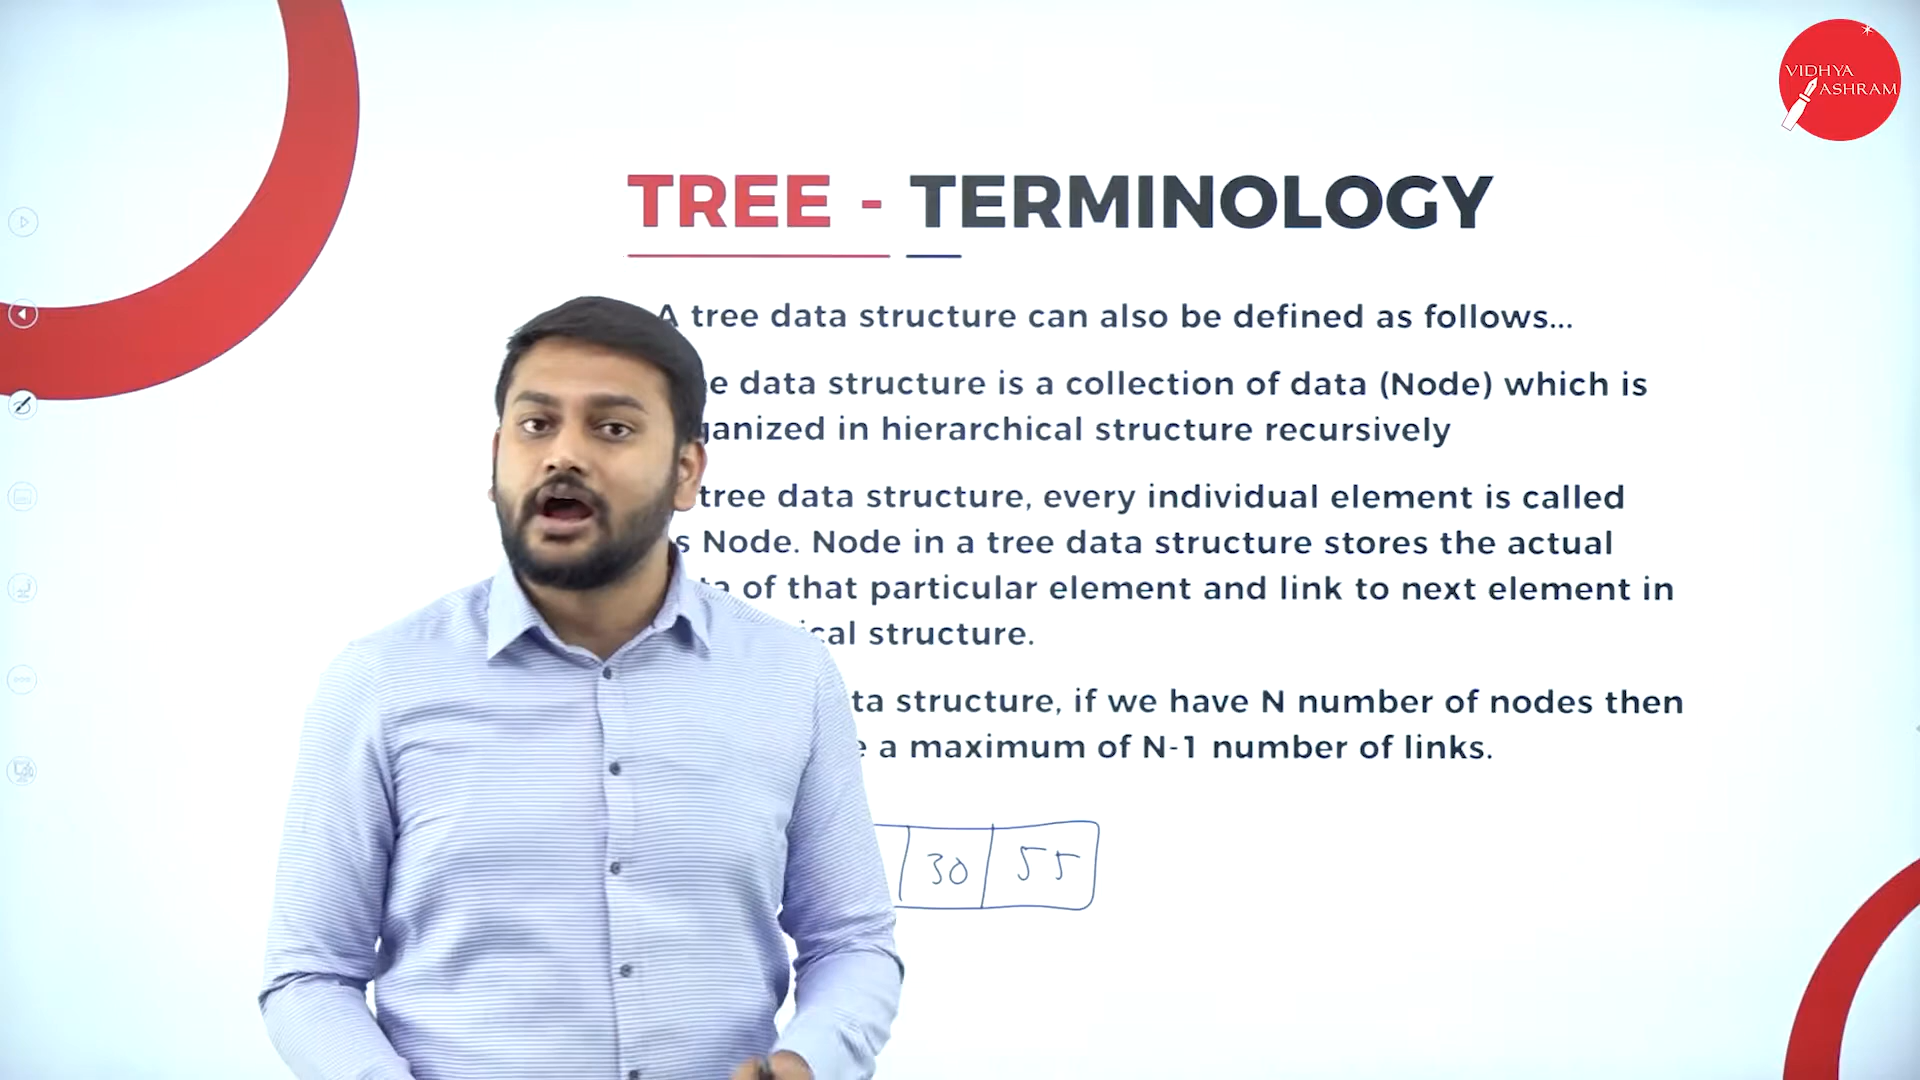 VIDHYA
ASHRAM
TREE - TERMINOLOGY
A tree data structure can also be defined as follows...
data structure is a collection of data (Node) which is
in hierarchical structure recursively
tree data structure, every individual element is called
Node. Node in a tree data structure stores the actual
of that particular element and link to next element in
structure.
structure, if we have N number of nodes then
a maximum of N-1 number of links.
30 55